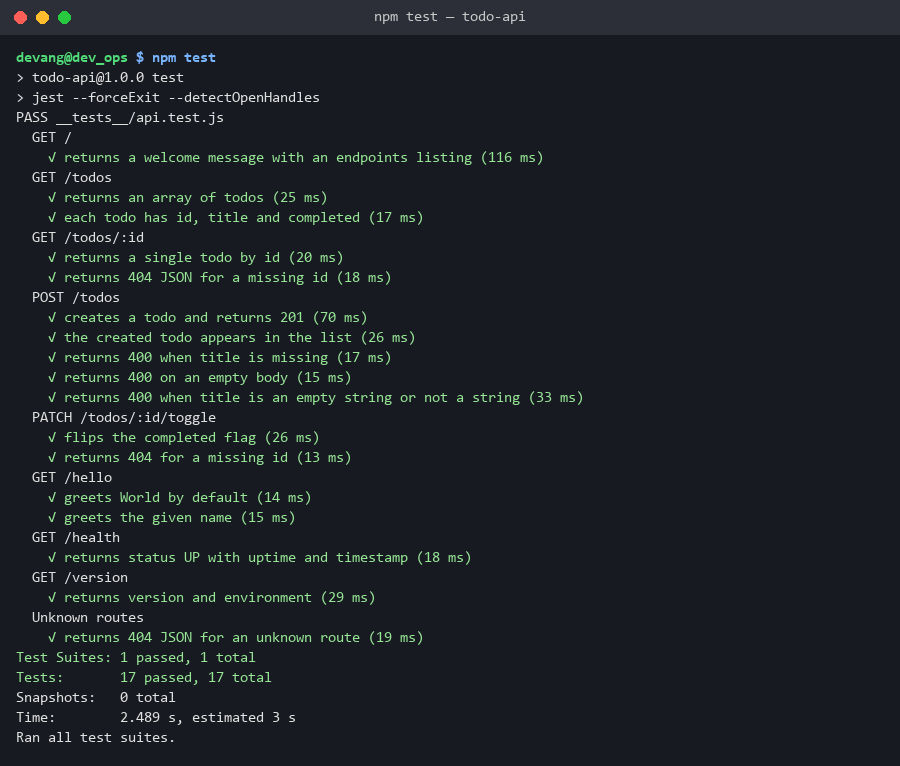 npm test — todo-api
devang@dev_ops $ npm test
> todo-api@1.0.0 test
> jest --forceExit --detectOpenHandles
PASS __tests__/api.test.js
GET /
√ returns a welcome message with an endpoints listing (116 ms)
GET /todos
√ returns an array of todos (25 ms)
√ each todo has id, title and completed (17 ms)
GET /todos/:id
√ returns a single todo by id (20 ms)
√ returns 404 JSON for a missing id (18 ms)
POST /todos
√ creates a todo and returns 201 (70 ms)
√ the created todo appears in the list (26 ms)
√ returns 400 when title is missing (17 ms)
√ returns 400 on an empty body (15 ms)
√ returns 400 when title is an empty string or not a string (33 ms)
PATCH /todos/:id/toggle
√ flips the completed flag (26 ms)
√ returns 404 for a missing id (13 ms)
GET /hello
√ greets World by default (14 ms)
√ greets the given name (15 ms)
GET /health
√ returns status UP with uptime and timestamp (18 ms)
GET /version
√ returns version and environment (29 ms)
Unknown routes
√ returns 404 JSON for an unknown route (19 ms)
Test Suites: 1 passed, 1 total
Tests:       17 passed, 17 total
Snapshots:   0 total
Time:        2.489 s, estimated 3 s
Ran all test suites.